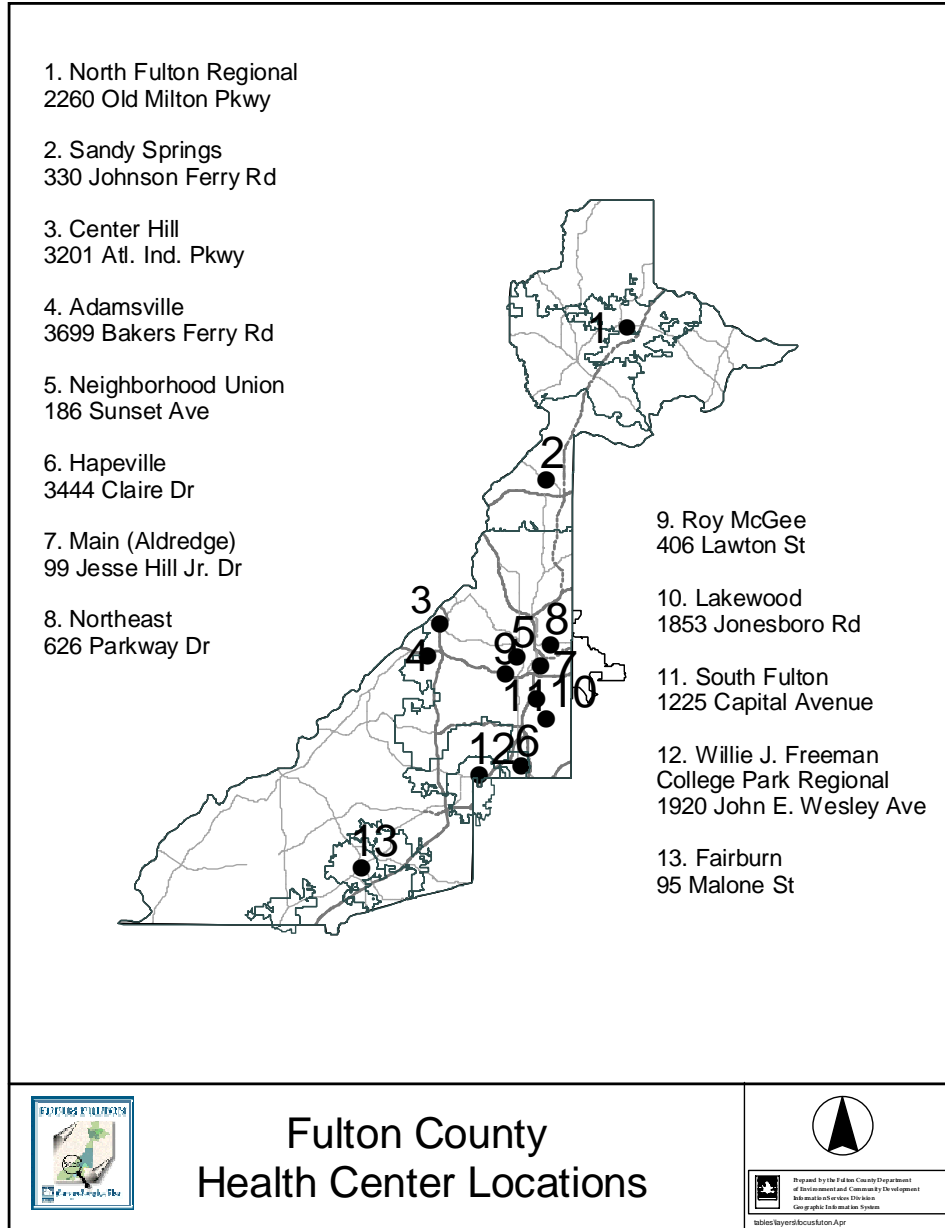 1. North Fulton Regional
2260 Old Milton Pkwy
2. Sandy Springs
330 Johnson Ferry Rd
3. Center Hill
3201 Atl. Ind. Pkwy
4. Adamsville
3699 Bakers Ferry Rd
5. Neighborhood Union
186 Sunset Ave
6. Hapeville
3444 Claire Dr
7. Main (Aldredge)
99 Jesse Hill Jr. Dr
8. Northeast
626 Parkway Dr
1
2
3
4
5
8
9
7
11
10
12
6
13
9. Roy McGee
406 Lawton St
10. Lakewood
1853 Jonesboro Rd
11. South Fulton
1225 Capital Avenue
12. Willie J. Freeman
College Park Regional
1920 John E. Wesley Ave
13. Fairburn
95 Malone St
FOCUS FULTON
Fulton County
Health Center Locations
Prepared by the Fulton County Department
of Environment and Community Development
Information Services Division
Geographic Information System
tables\layers\focusfulton.Apr